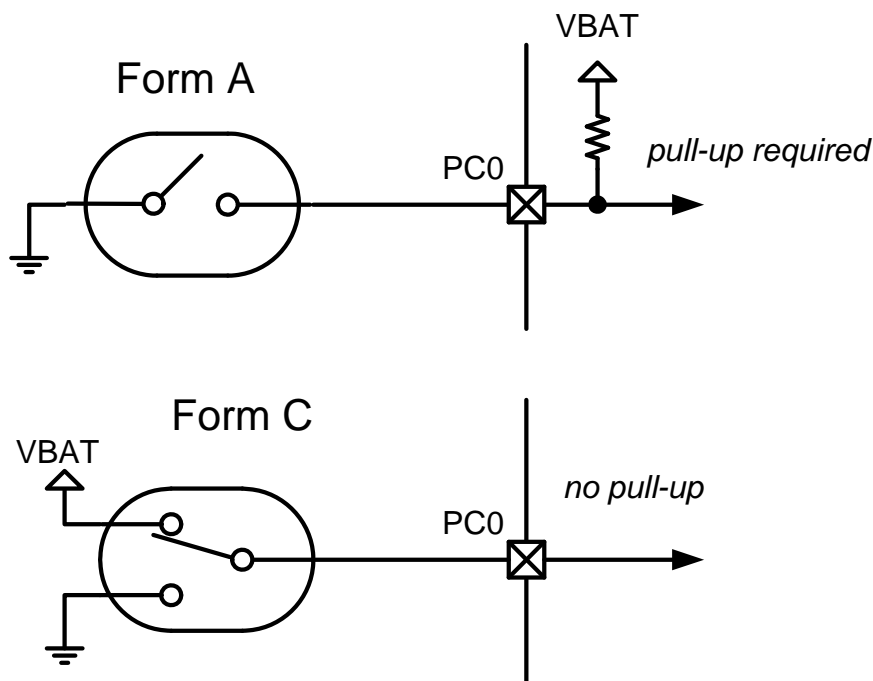 VBAT
Form A
pull-up required
PC0
Form C
VBAT
no pull-up
PC0